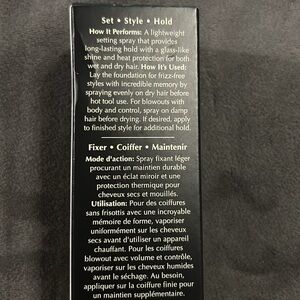 Set • Style • Hold
How It Performs: A lightweight
setting spray that provides
long-lasting hold with a glass-like
shine and heat protection for both
wet and dry hair. How It's Used:
Lay the foundation for frizz-free
styles with incredible memory by
spraying evenly on dry hair before
hot tool use. For blowouts with
body and control, spray on damp
hair before drying. If desired, apply
to finished style for additional hold.
Fixer • Coiffer • Maintenir
Mode d'action: Spray fixant léger
procurant un maintien durable
avec un éclat miroir et une
protection thermique pour
cheveux secs et mouillés.
Utilisation: Pour des coiffures
sans frisottis avec une incroyable
mémoire de forme, vaporiser
uniformément sur les cheveux
secs avant d'utiliser un appareil
chauffant. Pour les coiffures
blowout avec volume et contrôle,
vaporiser sur les cheveux humides
avant le séchage. Au besoin,
appliquer sur la coiffure finie pour
un maintien supplémentaire.